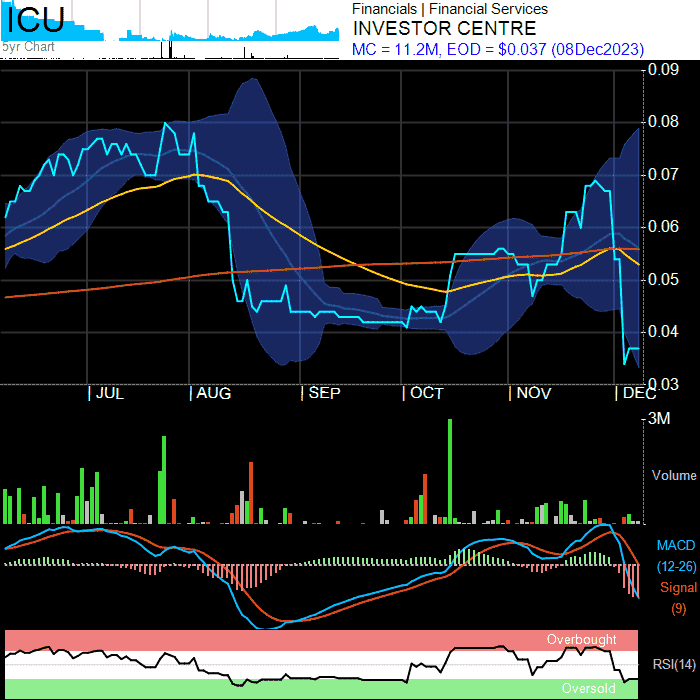 ICU
5yr Chart
Financials | Financial Services
INVESTOR CENTRE
MC = 11.2M, EOD = $0.037 (08Dec2023)
0.09
0.08
0.07
0.06
0.05
0.04
0.03
JUL
AUG
SEP
OCT
NOV
DEC
3M
Volume
MACD
(12-26)
Signal
(9)
Overbought
RSI(14)
Oversold